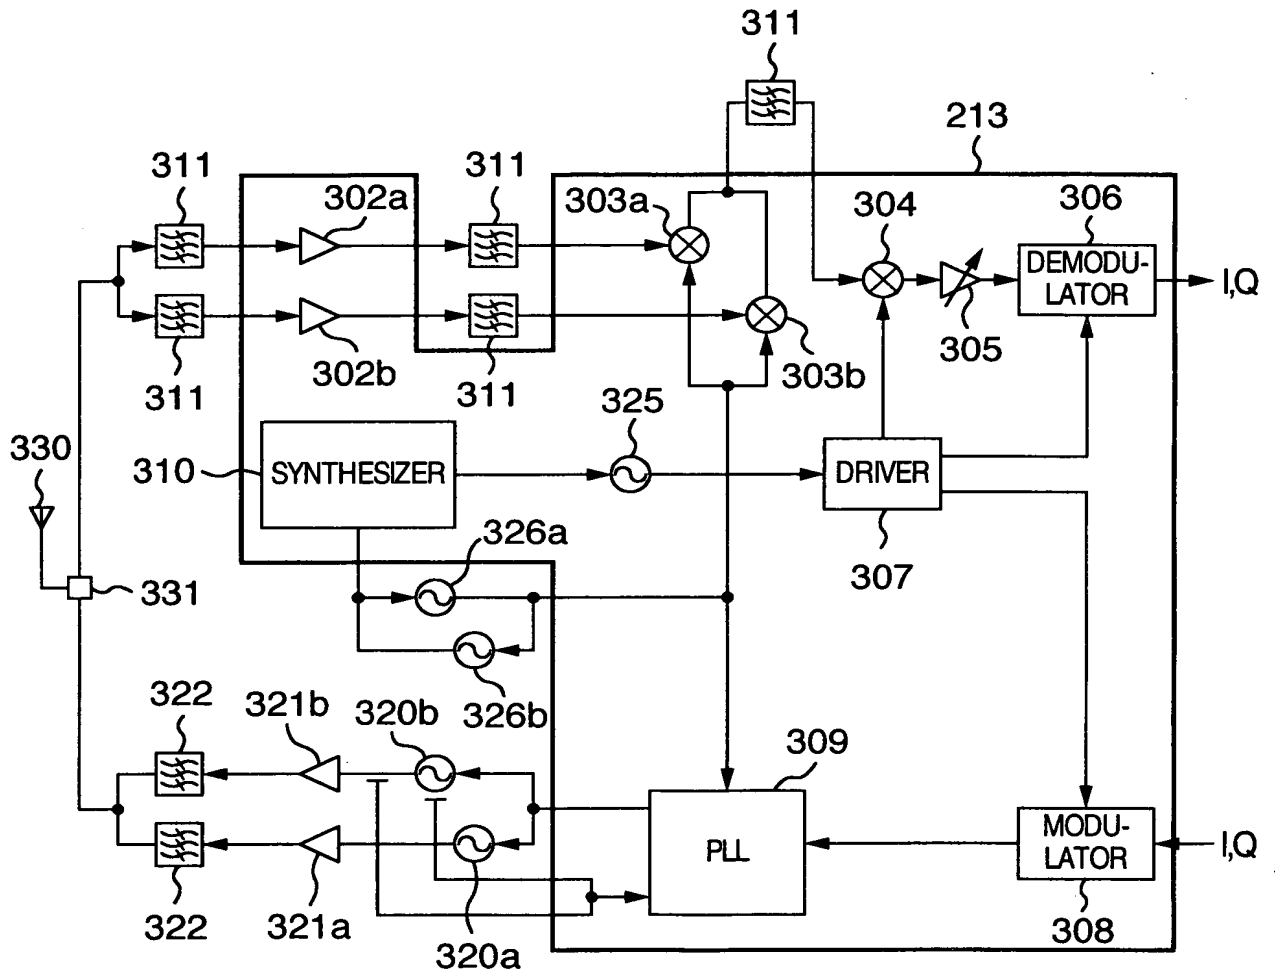 311
213
311
302a
311
303a
304
306
DEMODU-
LATOR
I,Q
311
302b
311
303b
305
325
330
310
SYNTHESIZER
DRIVER
326a
307
331
326b
322
321b
320b
309
PLL
MODU-
LATOR
I,Q
322
321a
320a
308